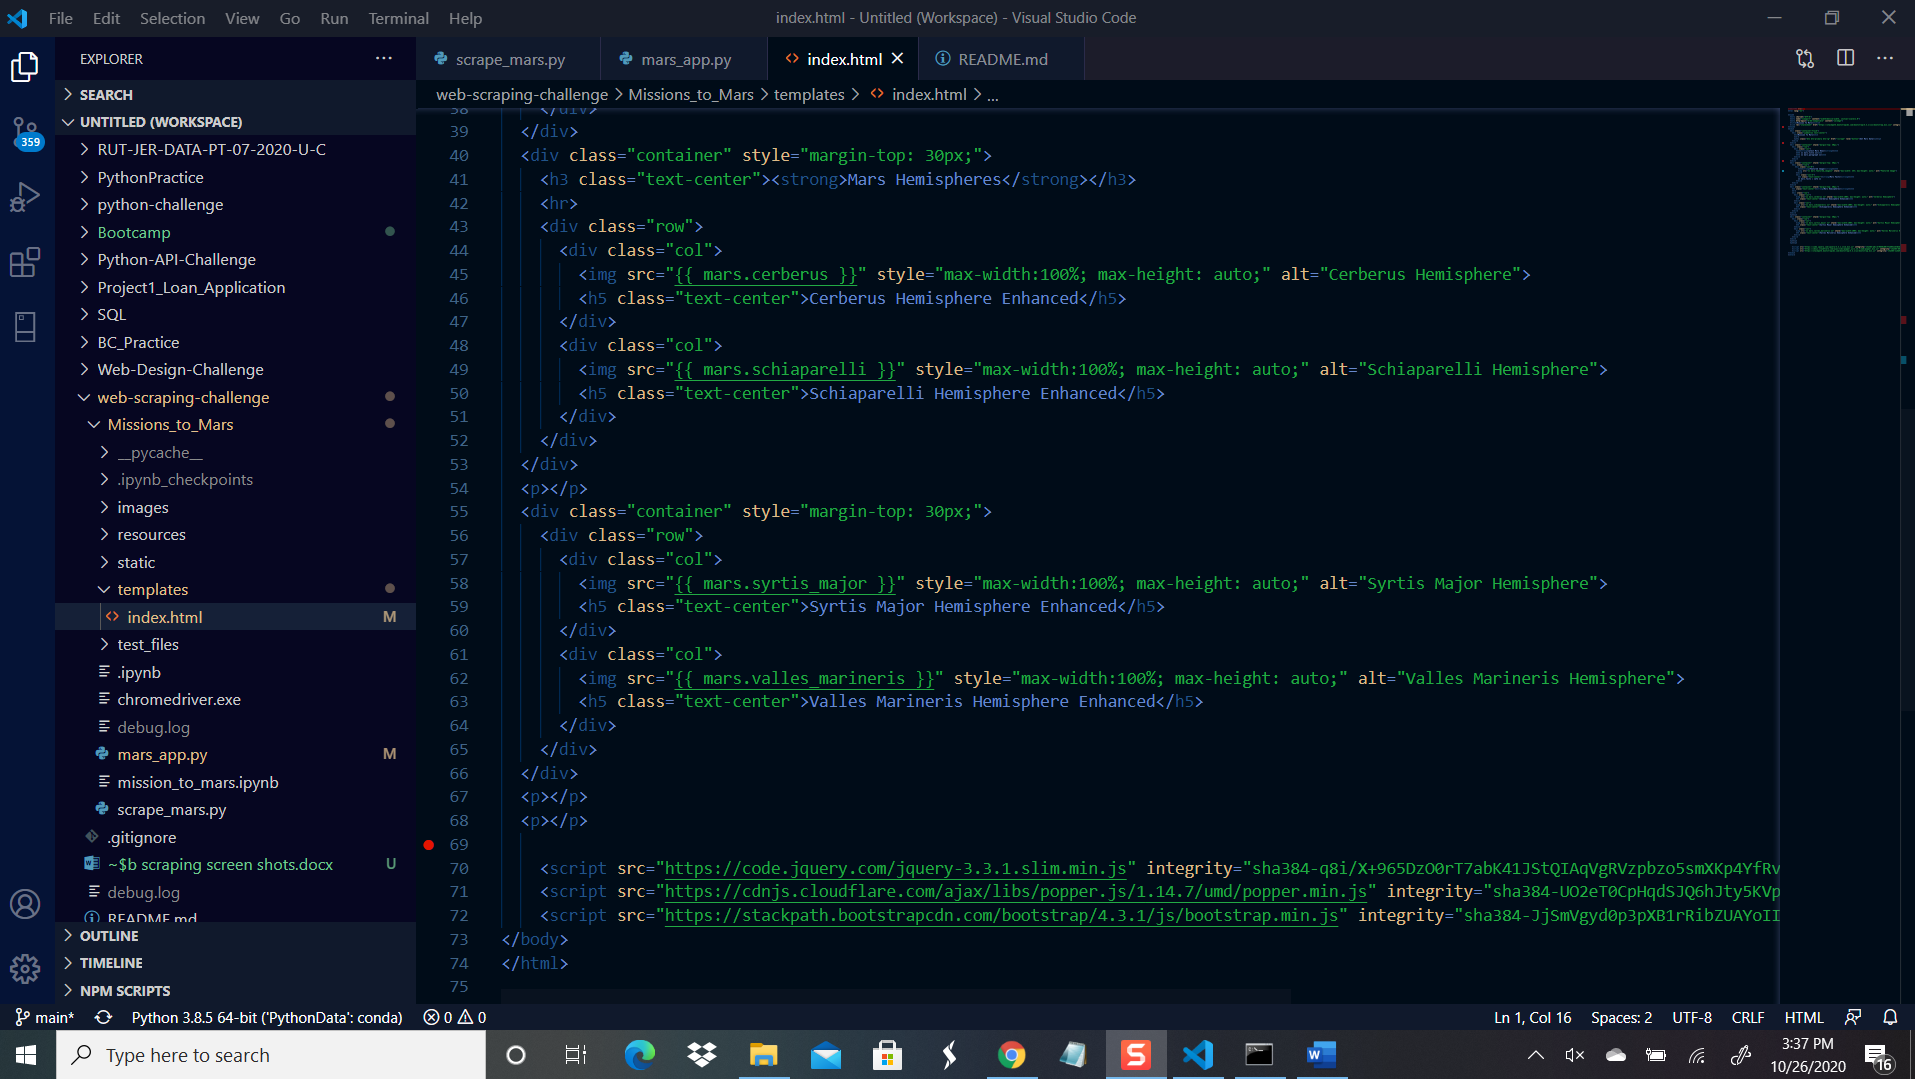 File Edit Selection View Go Run Terminal Help
index.html - Untitled (Workspace) - Visual Studio Code
EXPLORER
SEARCH
UNTITLED (WORKSPACE)
RUT-JER-DATA-PT-07-2020-U-C
PythonPractice
python-challenge
Bootcamp
Python-API-Challenge
Project1_Loan_Application
SQL
BC_Practice
Web-Design-Challenge
web-scraping-challenge
Missions_to_Mars
__pycache__
.ipynb_checkpoints
images
resources
static
templates
index.html M
test_files
.ipynb
chromedriver.exe
debug.log
mars_app.py M
mission_to_mars.ipynb
scrape_mars.py
.gitignore
~$b scraping screen shots.docx U
debug.log
README.md
OUTLINE
TIMELINE
NPM SCRIPTS
359
scrape_mars.py mars_app.py index.html README.md
web-scraping-challenge > Missions_to_Mars > templates > index.html > ...
38 </div>
39 </div>
40 <div class="container" style="margin-top: 30px;">
41 <h3 class="text-center"><strong>Mars Hemispheres</strong></h3>
42 <hr>
43 <div class="row">
44 <div class="col">
45 <img src="{{ mars.cerberus }}" style="max-width:100%; max-height: auto;" alt="Cerberus Hemisphere">
46 <h5 class="text-center">Cerberus Hemisphere Enhanced</h5>
47 </div>
48 <div class="col">
49 <img src="{{ mars.schiaparelli }}" style="max-width:100%; max-height: auto;" alt="Schiaparelli Hemisphere">
50 <h5 class="text-center">Schiaparelli Hemisphere Enhanced</h5>
51 </div>
52 </div>
53 </div>
54 <p></p>
55 <div class="container" style="margin-top: 30px;">
56 <div class="row">
57 <div class="col">
58 <img src="{{ mars.syrtis_major }}" style="max-width:100%; max-height: auto;" alt="Syrtis Major Hemisphere">
59 <h5 class="text-center">Syrtis Major Hemisphere Enhanced</h5>
60 </div>
61 <div class="col">
62 <img src="{{ mars.valles_marineris }}" style="max-width:100%; max-height: auto;" alt="Valles Marineris Hemisphere">
63 <h5 class="text-center">Valles Marineris Hemisphere Enhanced</h5>
64 </div>
65 </div>
66 </div>
67 <p></p>
68 <p></p>
69
70 <script src="https://code.jquery.com/jquery-3.3.1.slim.min.js" integrity="sha384-q8i/X+965DzO0rT7abK41JStQIAqVgRVzpbzo5smXKp4YfRv
71 <script src="https://cdnjs.cloudflare.com/ajax/libs/popper.js/1.14.7/umd/popper.min.js" integrity="sha384-UO2eT0CpHqdSJQ6hJty5KVp
72 <script src="https://stackpath.bootstrapcdn.com/bootstrap/4.3.1/js/bootstrap.min.js" integrity="sha384-JjSmVgyd0p3pXB1rRibZUAYoII
73 </body>
74 </html>
75
main* Python 3.8.5 64-bit ('PythonData': conda) 0 0 Ln 1, Col 16 Spaces: 2 UTF-8 CRLF HTML
Type here to search
S
W
3:37 PM
10/26/2020
16